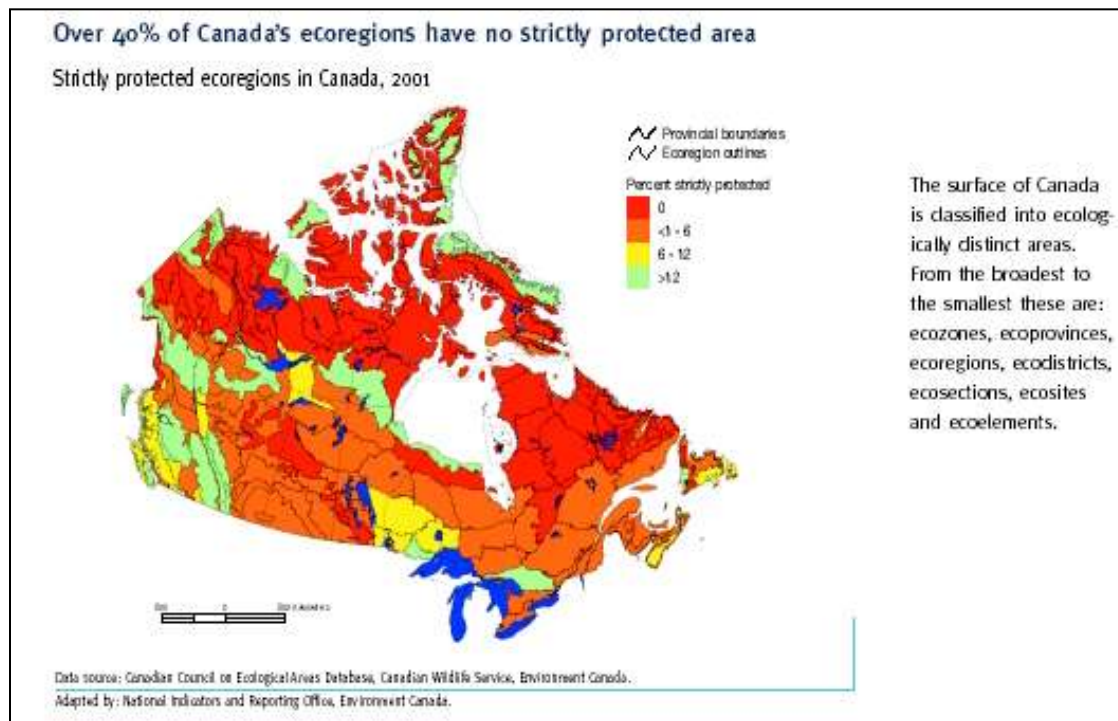 Over 40% of Canada's ecoregions have no strictly protected area
Strictly protected ecoregions in Canada, 2001
Provincial boundaries
Ecoregion outlines
Percent strictly protected
0
<1 - 6
6 - 12
>12
The surface of Canada
is classified into ecolog-
ically distinct areas.
From the broadest to
the smallest these are:
ecozones, ecoprovinces,
ecoregions, ecodistricts,
ecosections, ecosites
and ecoelements.
0
Data source: Canadian Council on Ecological Areas Database, Canadian Wildlife Service, Environment Canada.
Adapted by: National Indicators and Reporting Office, Environment Canada.